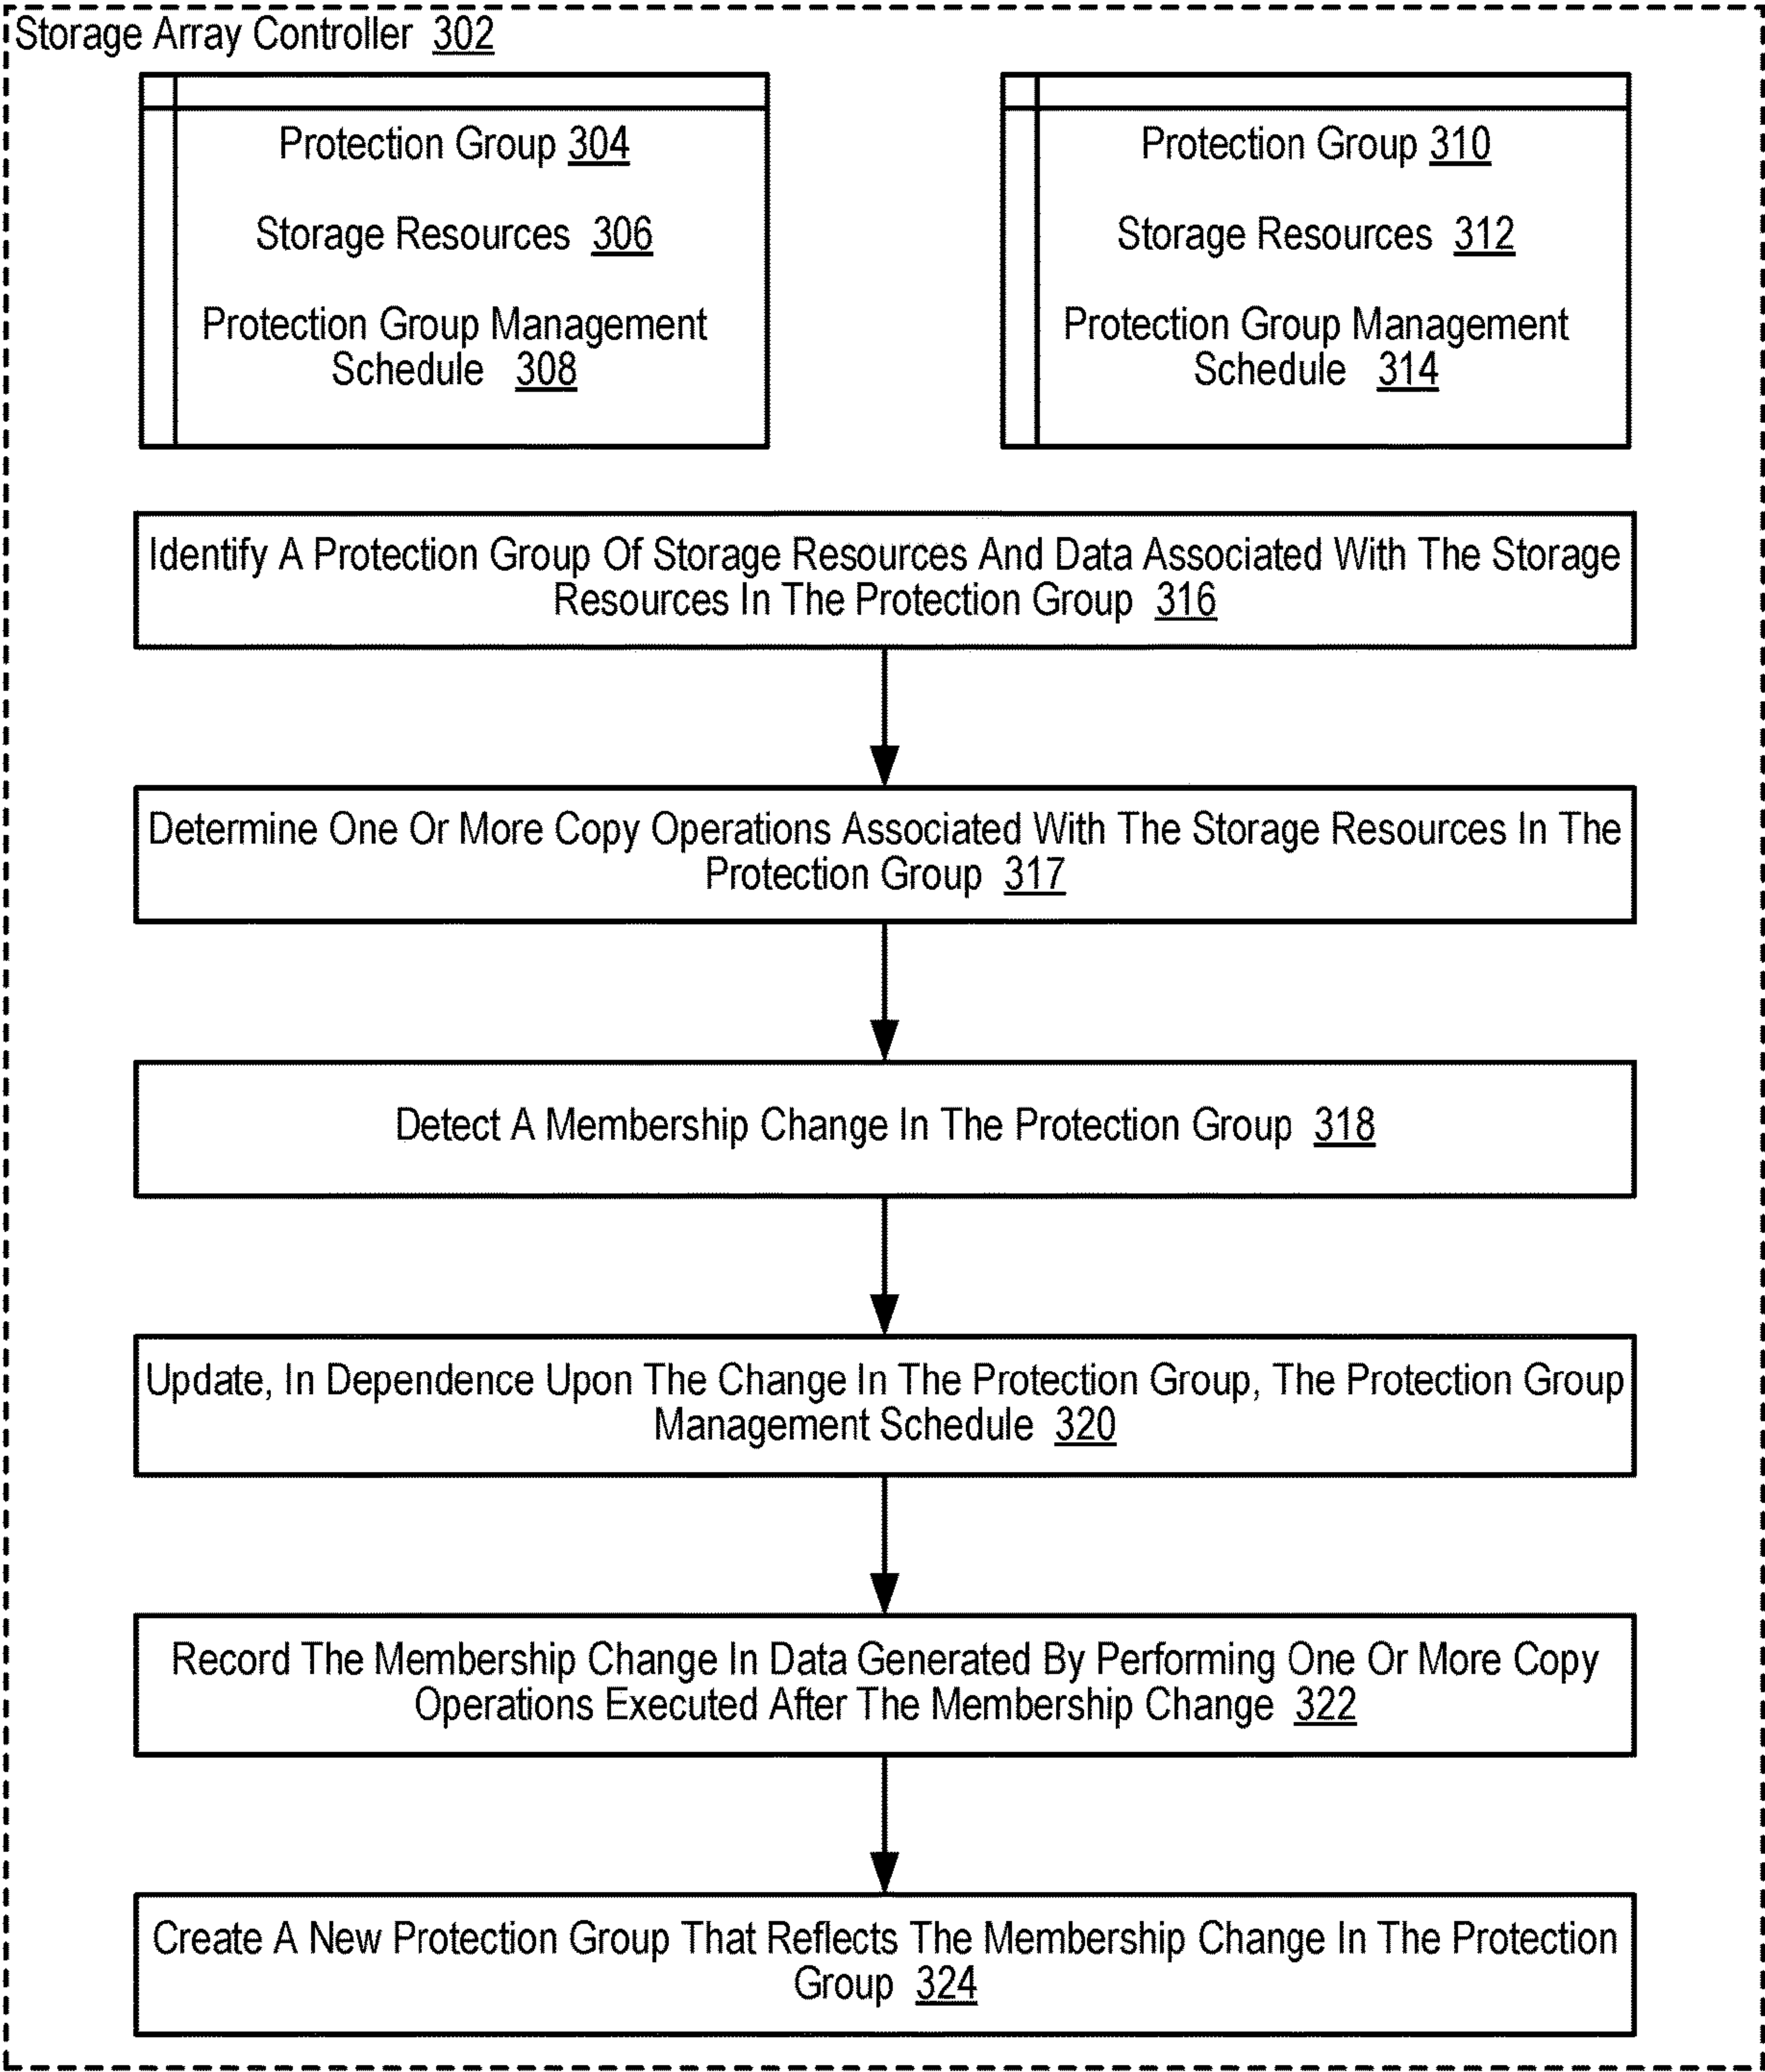 Storage Array Controller 302
Protection Group 304
Storage Resources 306
Protection Group Management
Schedule 308
Protection Group 310
Storage Resources 312
Protection Group Management
Schedule 314
Identify A Protection Group Of Storage Resources And Data Associated With The Storage
Resources In The Protection Group 316
Determine One Or More Copy Operations Associated With The Storage Resources In The
Protection Group 317
Detect A Membership Change In The Protection Group 318
Update, In Dependence Upon The Change In The Protection Group, The Protection Group
Management Schedule 320
Record The Membership Change In Data Generated By Performing One Or More Copy
Operations Executed After The Membership Change 322
Create A New Protection Group That Reflects The Membership Change In The Protection
Group 324